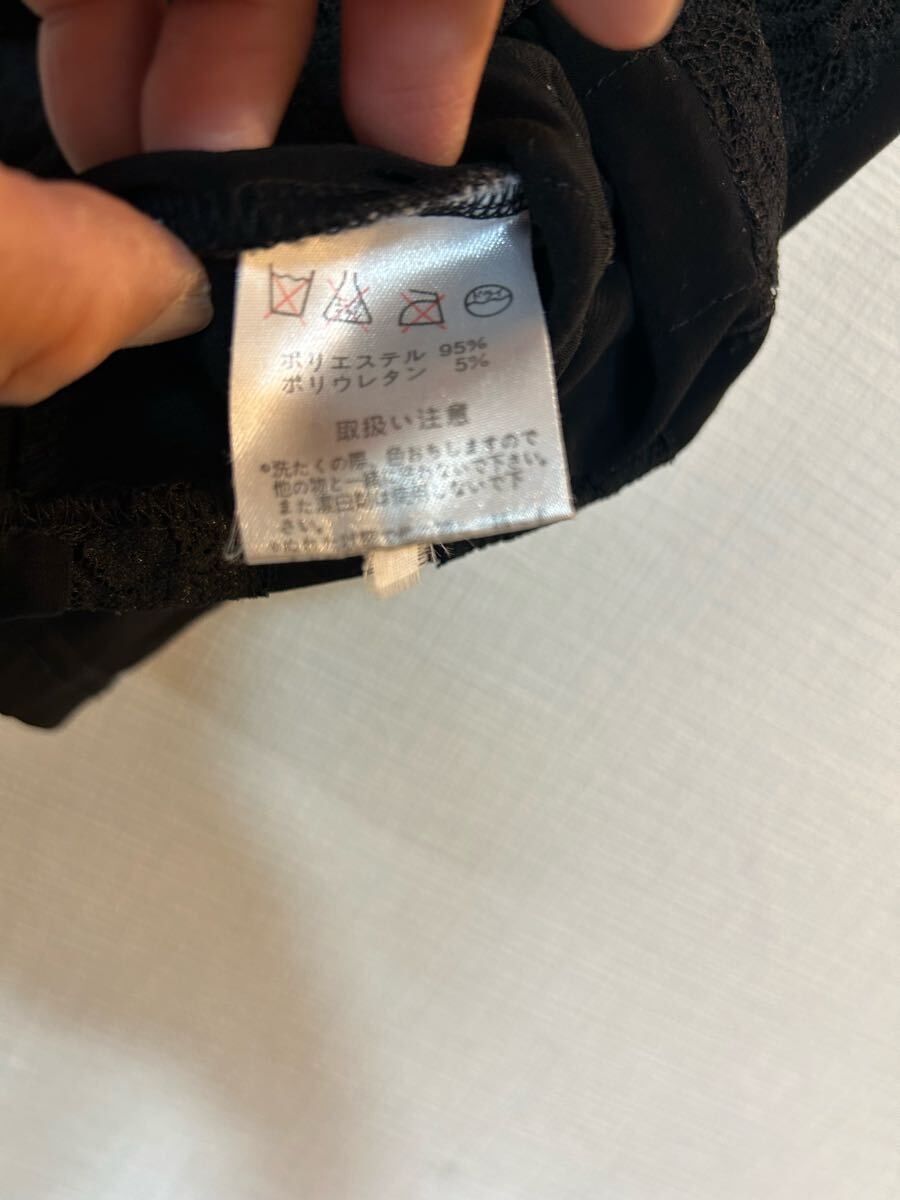 ドライ
ポリエステル 95%
ポリウレタン 5%
取扱い注意
•洗たくの際、色おちしますので
他の物と一緒に洗わないで下さい。
また漂白剤は使用しないで下
さい。